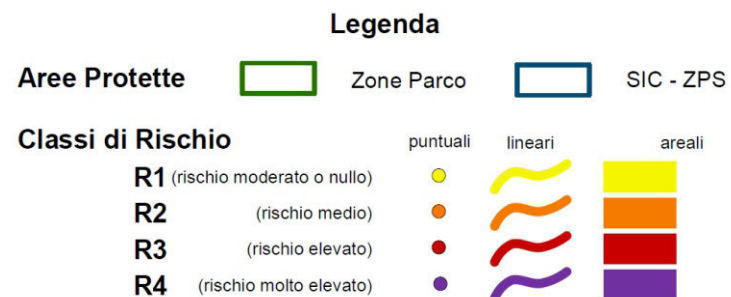 Legenda
Aree Protette Zone Parco SIC - ZPS
Classi di Rischio puntuali lineari areali
R1 (rischio moderato o nullo)
R2 (rischio medio)
R3 (rischio elevato)
R4 (rischio molto elevato)